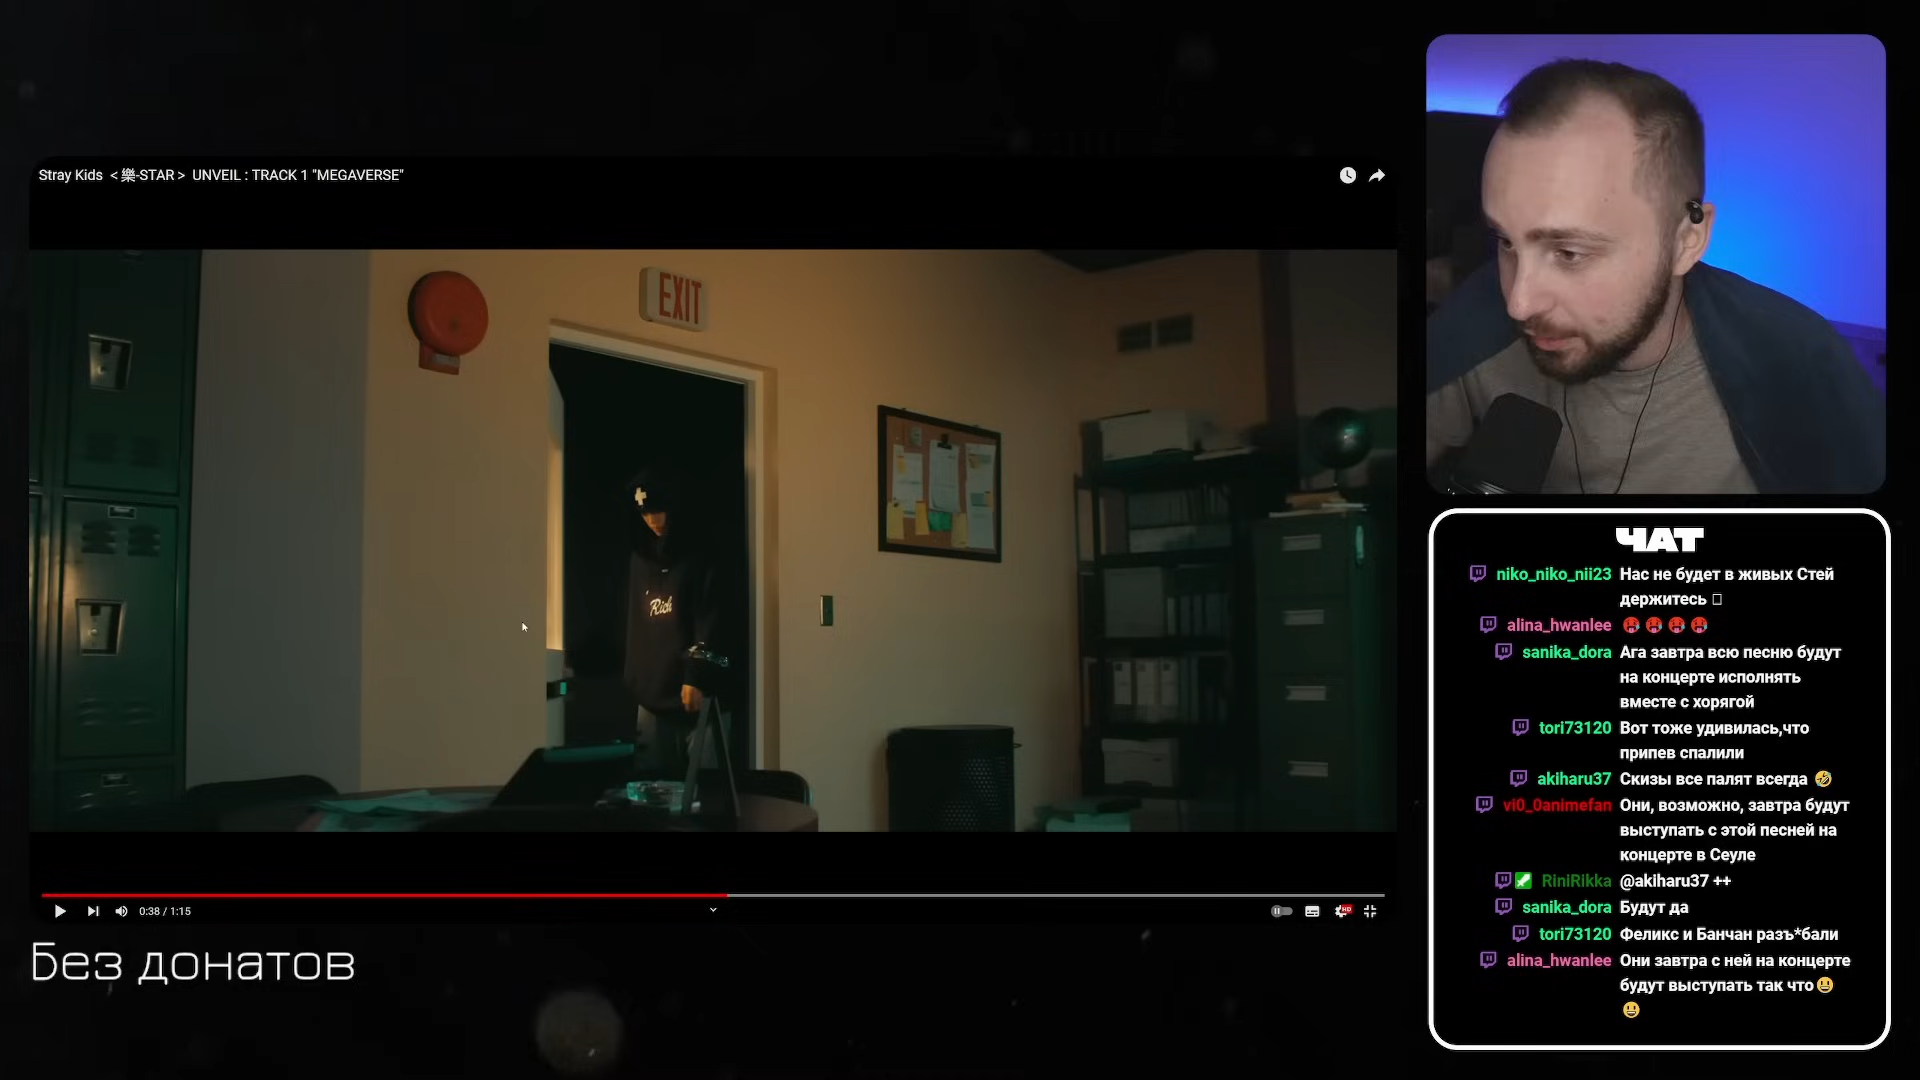 Stray Kids < 樂-STAR > UNVEIL : TRACK 1 "MEGAVERSE"
EXIT
Rich
0:38 / 1:15
HD
Без донатов
ЧАТ
niko_niko_nii23 Нас не будет в живых Стей
держитесь
alina_hwanlee
sanika_dora Ага завтра всю песню будут
на концерте исполнять
вместе с хорягой
tori73120 Вот тоже удивилась,что
припев спалили
akiharu37 Скизы все палят всегда 🤣
vi0_0animefan Они, возможно, завтра будут
выступать с этой песней на
концерте в Сеуле
RiniRikka @akiharu37 ++
sanika_dora Будут да
tori73120 Феликс и Банчан разъ*бали
alina_hwanlee Они завтра с ней на концерте
будут выступать так что😃
😃